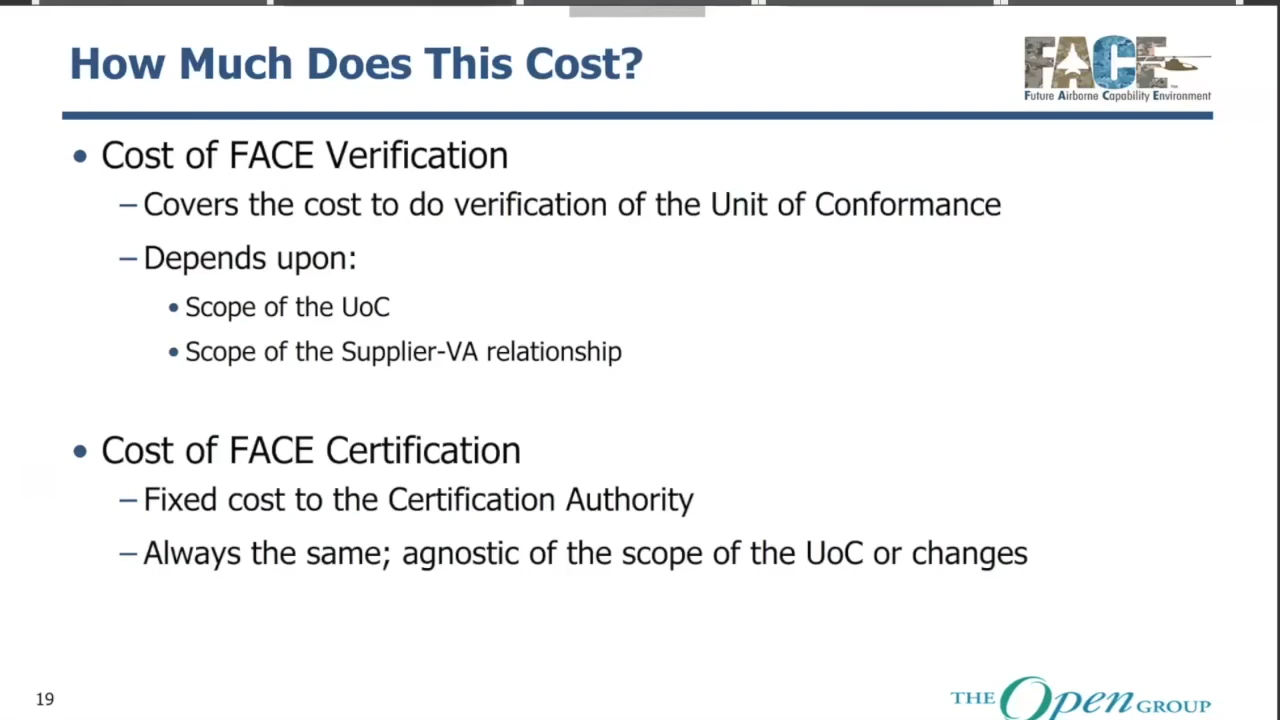 How Much Does This Cost?
FACE
Future Airborne Capability Environment
• Cost of FACE Verification
– Covers the cost to do verification of the Unit of Conformance
– Depends upon:
• Scope of the UoC
• Scope of the Supplier-VA relationship
• Cost of FACE Certification
– Fixed cost to the Certification Authority
– Always the same; agnostic of the scope of the UoC or changes
19
THE Open GROUP